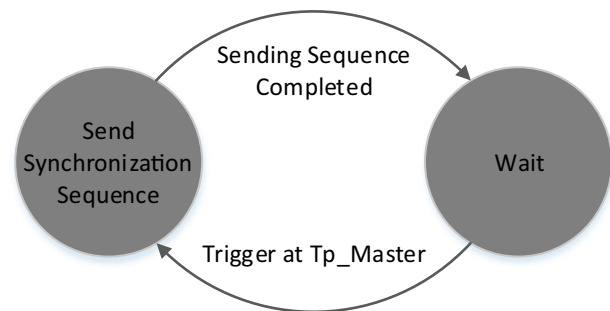 Sending Sequence
Completed
Send
Synchronization
Sequence
Wait
Trigger at Tp_Master